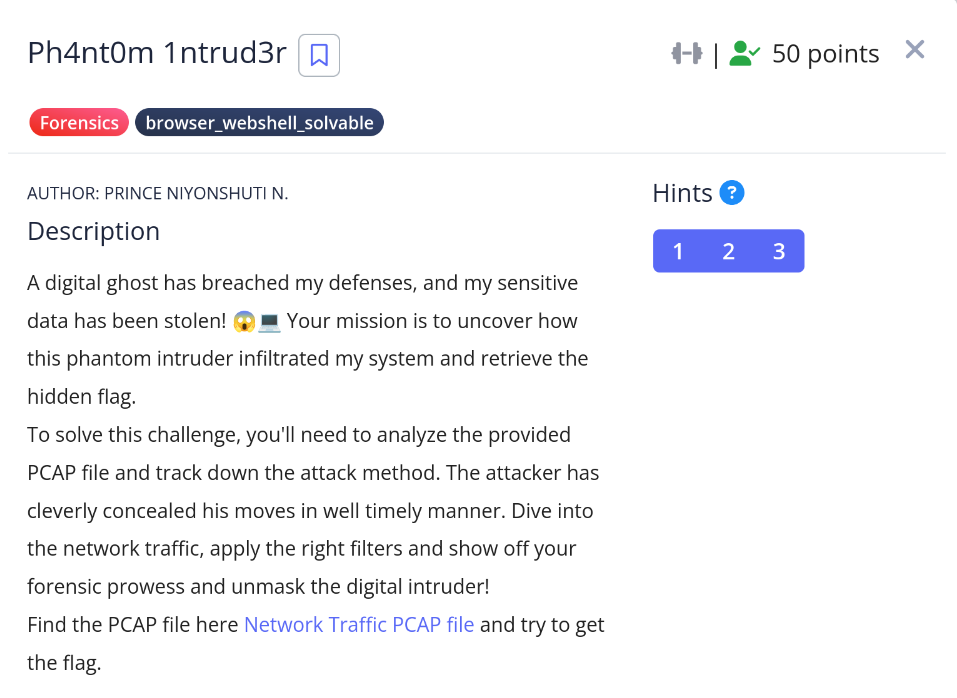 Ph4nt0m 1ntrud3r
| 50 points
Forensics browser_webshell_solvable
AUTHOR: PRINCE NIYONSHUTI N.
Description
A digital ghost has breached my defenses, and my sensitive
data has been stolen! 😱💻 Your mission is to uncover how
this phantom intruder infiltrated my system and retrieve the
hidden flag.
To solve this challenge, you'll need to analyze the provided
PCAP file and track down the attack method. The attacker has
cleverly concealed his moves in well timely manner. Dive into
the network traffic, apply the right filters and show off your
forensic prowess and unmask the digital intruder!
Find the PCAP file here Network Traffic PCAP file and try to get
the flag.
Hints ?
1 2 3